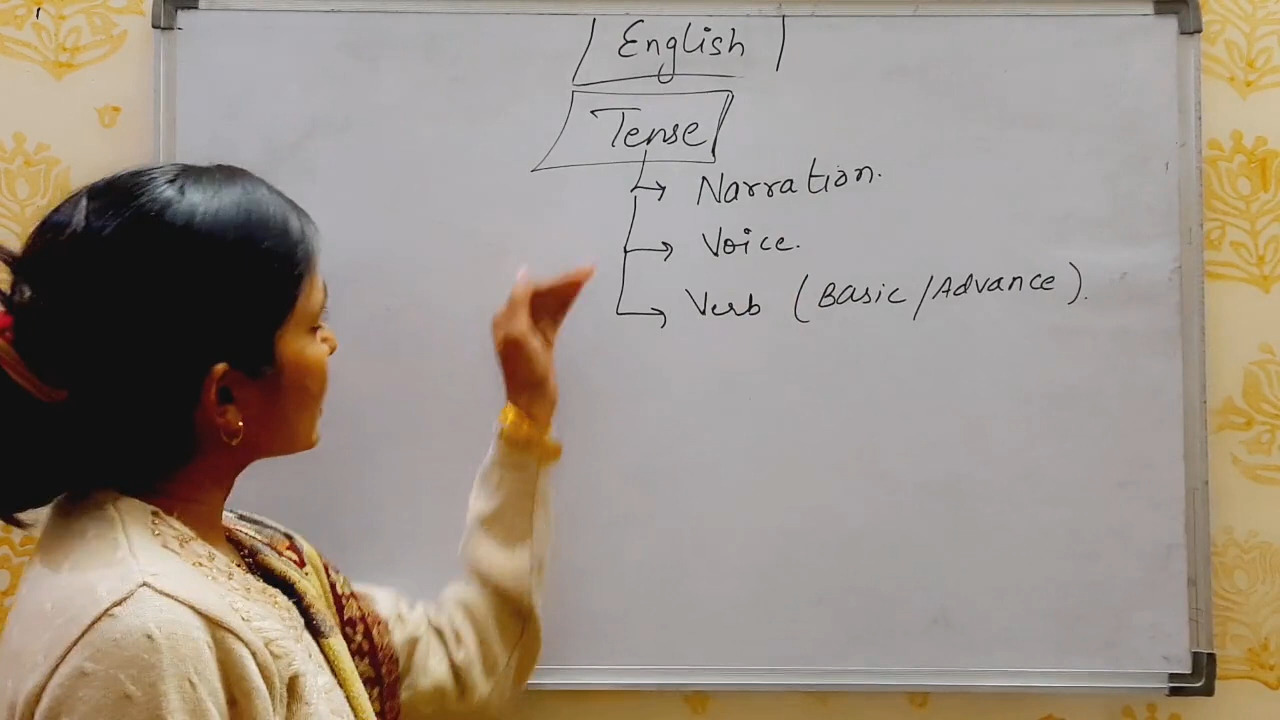 English
Tense
Narration.
Voice.
Verb (Basic/Advance).